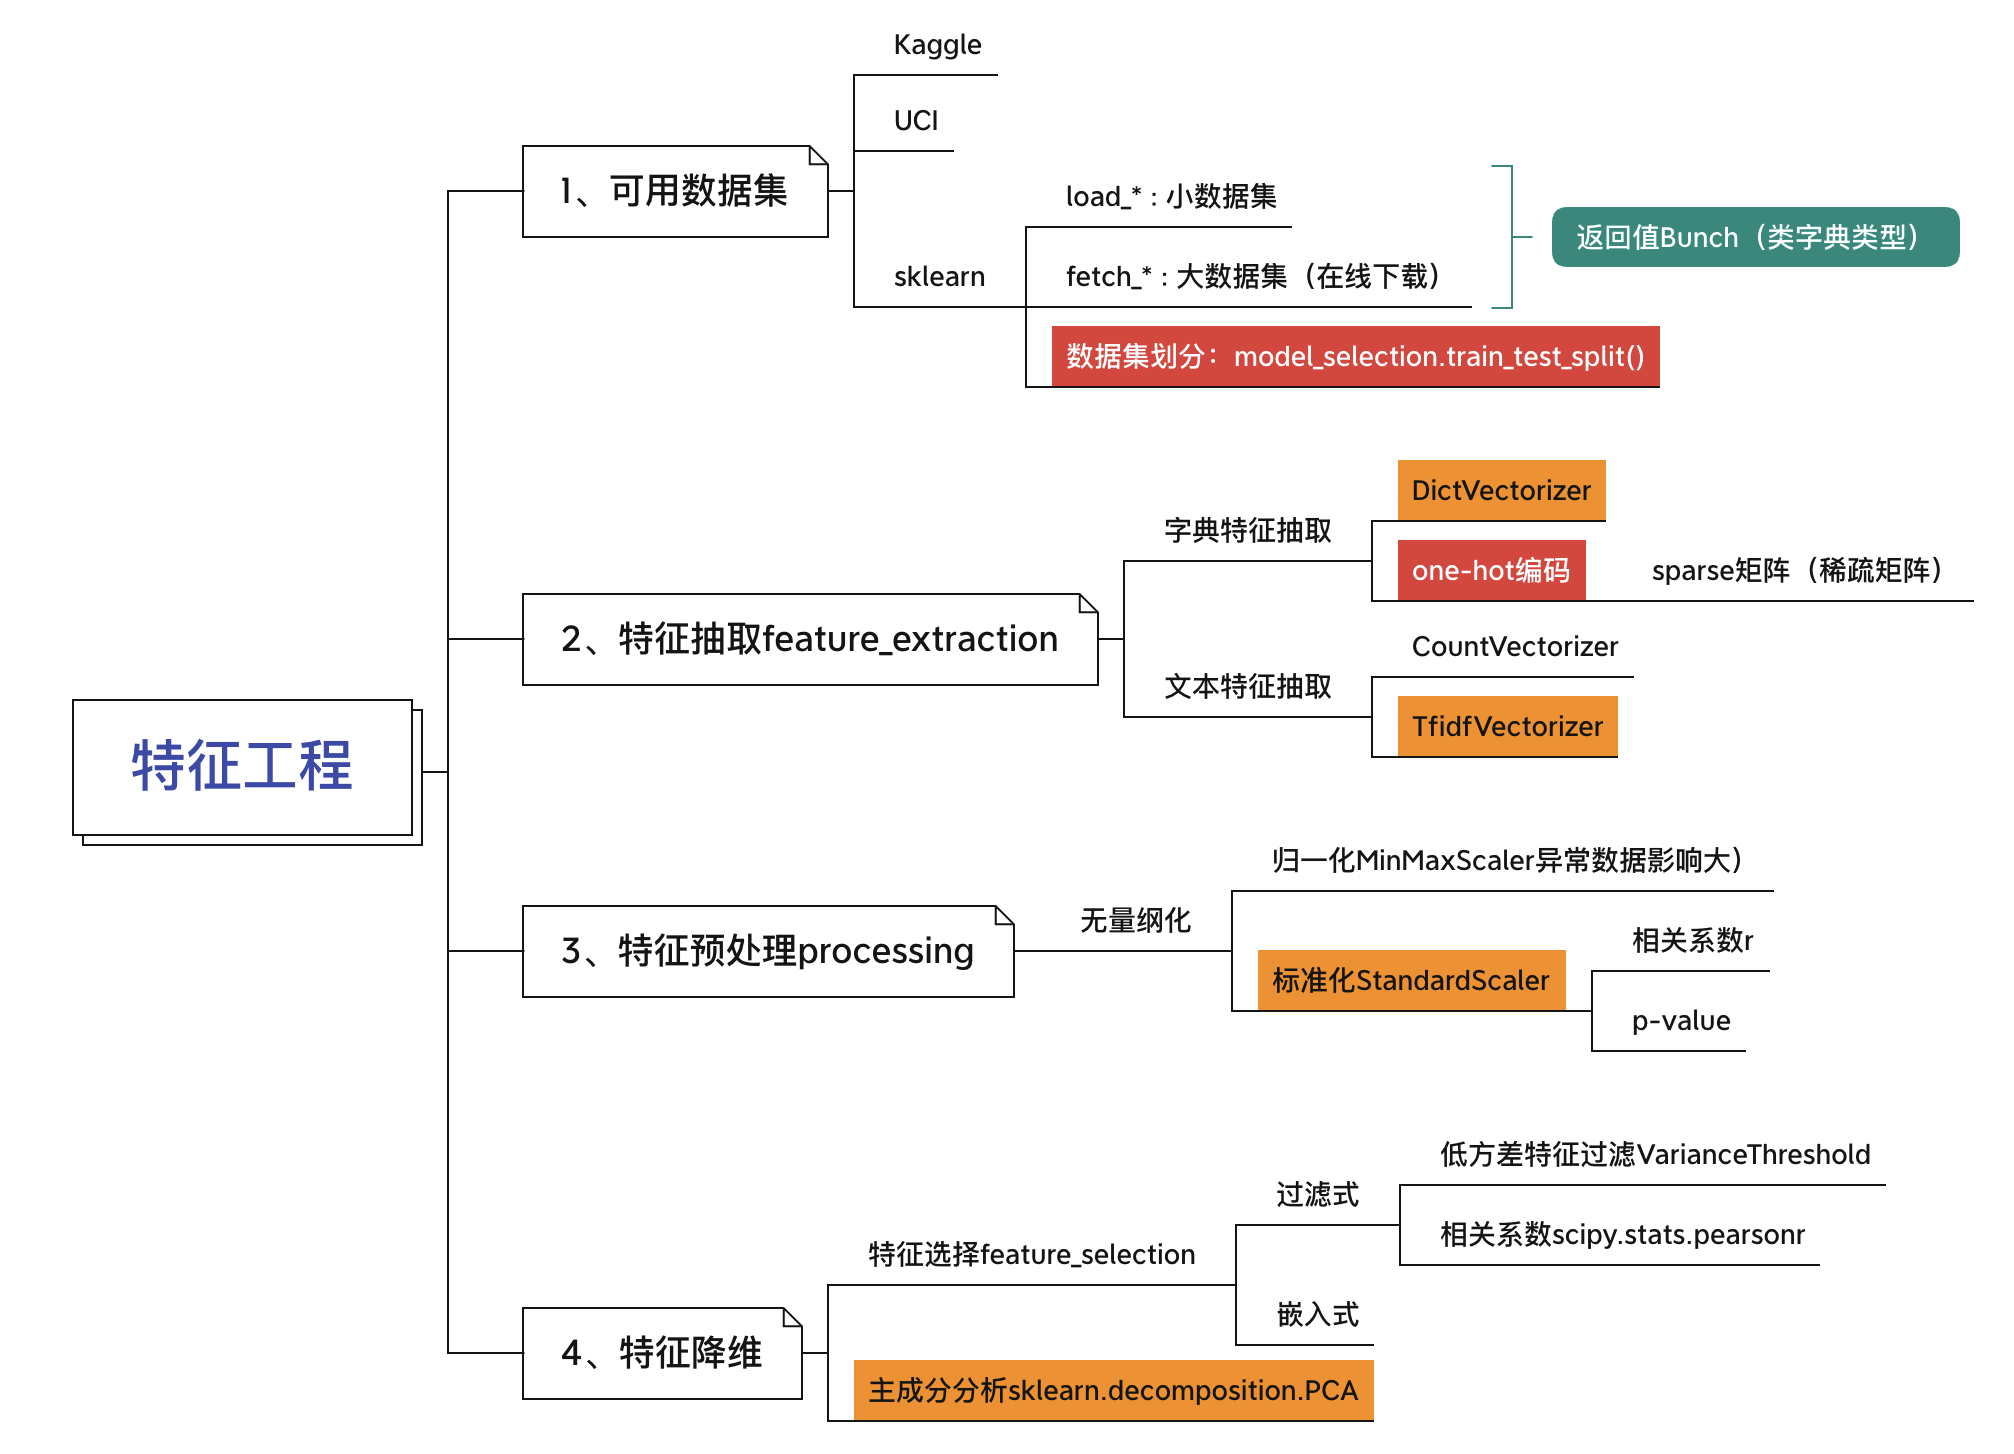 特征工程
1、可用数据集
Kaggle
UCI
sklearn
load_* : 小数据集
fetch_* : 大数据集（在线下载）
返回值Bunch（类字典类型）
数据集划分：model_selection.train_test_split()
2、特征抽取feature_extraction
字典特征抽取
DictVectorizer
one-hot编码
sparse矩阵（稀疏矩阵）
文本特征抽取
CountVectorizer
TfidfVectorizer
3、特征预处理processing
无量纲化
归一化MinMaxScaler异常数据影响大）
标准化StandardScaler
相关系数r
p-value
4、特征降维
特征选择feature_selection
过滤式
低方差特征过滤VarianceThreshold
相关系数scipy.stats.pearsonr
嵌入式
主成分分析sklearn.decomposition.PCA